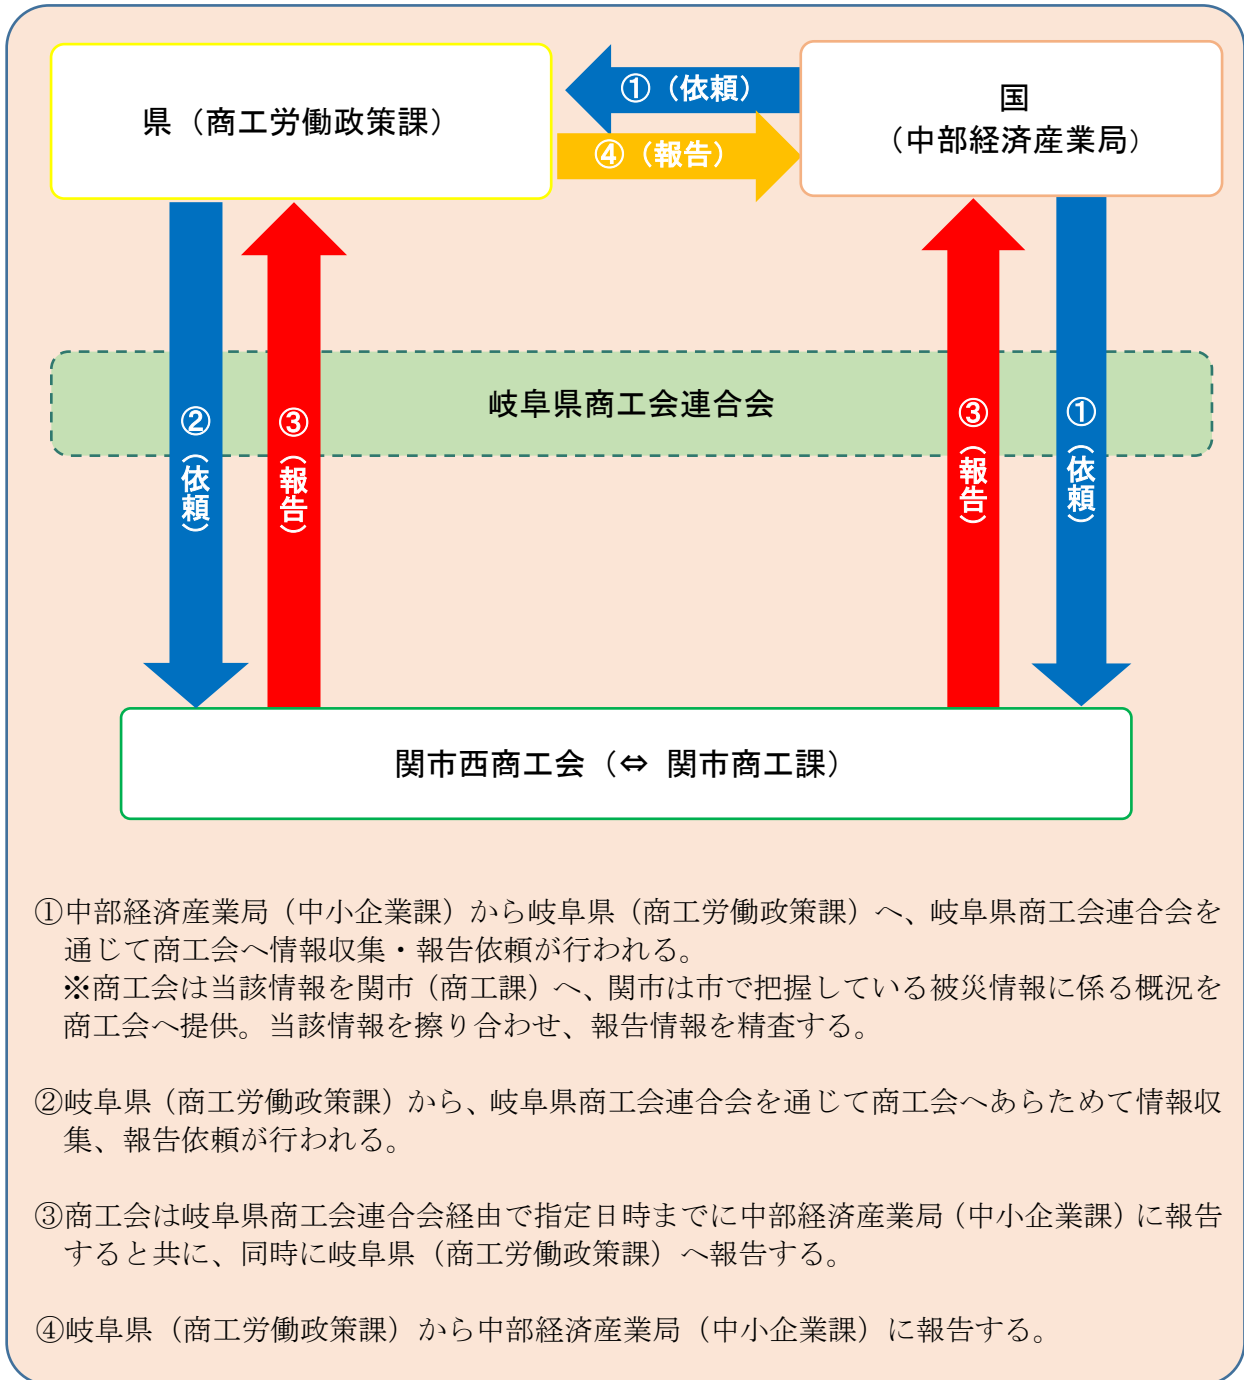 県（商工労働政策課）
①（依頼）
④（報告）
国
（中部経済産業局）
岐阜県商工会連合会
②（依頼）
③（報告）
③（報告）
①（依頼）
関市西商工会（⇔ 関市商工課）
①中部経済産業局（中小企業課）から岐阜県（商工労働政策課）へ、岐阜県商工会連合会を
通じて商工会へ情報収集・報告依頼が行われる。
※商工会は当該情報を関市（商工課）へ、関市は市で把握している被災情報に係る概況を
商工会へ提供。当該情報を擦り合わせ、報告情報を精査する。
②岐阜県（商工労働政策課）から、岐阜県商工会連合会を通じて商工会へあらためて情報収
集、報告依頼が行われる。
③商工会は岐阜県商工会連合会経由で指定日時までに中部経済産業局（中小企業課）に報告
すると共に、同時に岐阜県（商工労働政策課）へ報告する。
④岐阜県（商工労働政策課）から中部経済産業局（中小企業課）に報告する。